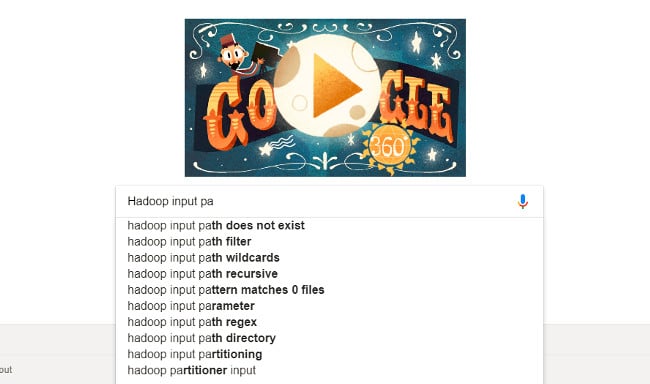 GOOGLE
360°
Hadoop input pa
hadoop input path does not exist
hadoop input path filter
hadoop input path wildcards
hadoop input path recursive
hadoop input pattern matches 0 files
hadoop input parameter
hadoop input path regex
hadoop input path directory
hadoop input partitioning
hadoop partitioner input
out